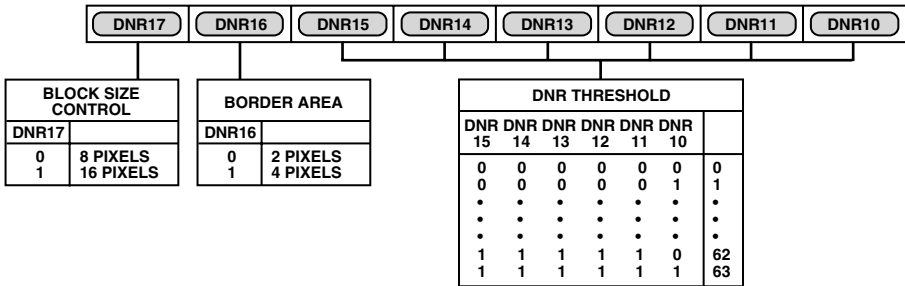 DNR17 DNR16 DNR15 DNR14 DNR13 DNR12 DNR11 DNR10
BLOCK SIZE
CONTROL
DNR17
0 8 PIXELS
1 16 PIXELS
BORDER AREA
DNR16
0 2 PIXELS
1 4 PIXELS
DNR THRESHOLD
DNR DNR DNR DNR DNR DNR
15 14 13 12 11 10
0 0 0 0 0 0 0
0 0 0 0 0 1 1
• • • • • • •
• • • • • • •
• • • • • • •
1 1 1 1 1 0 62
1 1 1 1 1 1 63